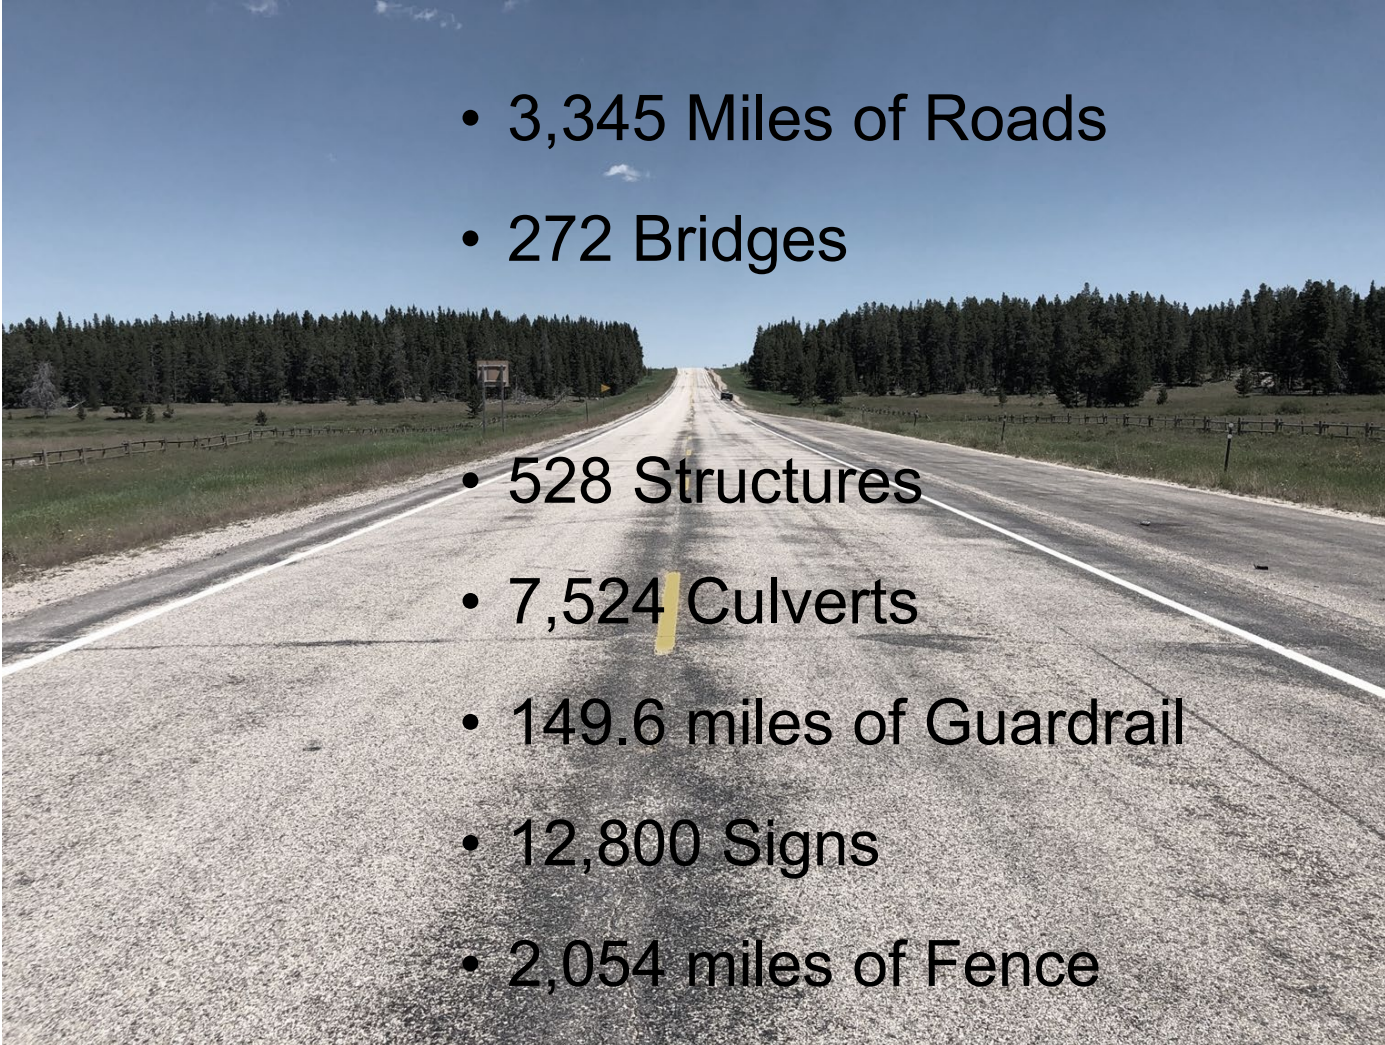 • 3,345 Miles of Roads
• 272 Bridges
• 528 Structures
• 7,524 Culverts
• 149.6 miles of Guardrail
• 12,800 Signs
• 2,054 miles of Fence